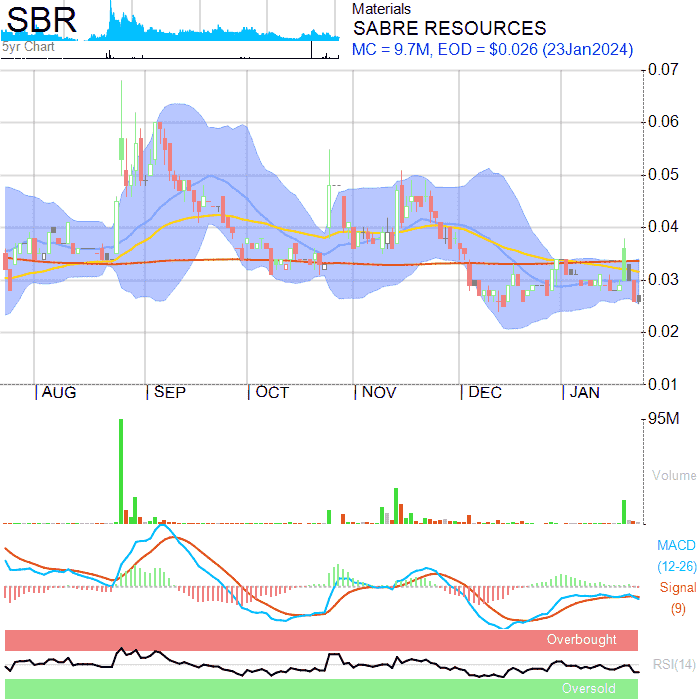 SBR
5yr Chart
Materials
SABRE RESOURCES
MC = 9.7M, EOD = $0.026 (23Jan2024)
0.07
0.06
0.05
0.04
0.03
0.02
0.01
AUG SEP OCT NOV DEC JAN
95M
Volume
MACD
(12-26)
Signal
(9)
Overbought
RSI(14)
Oversold